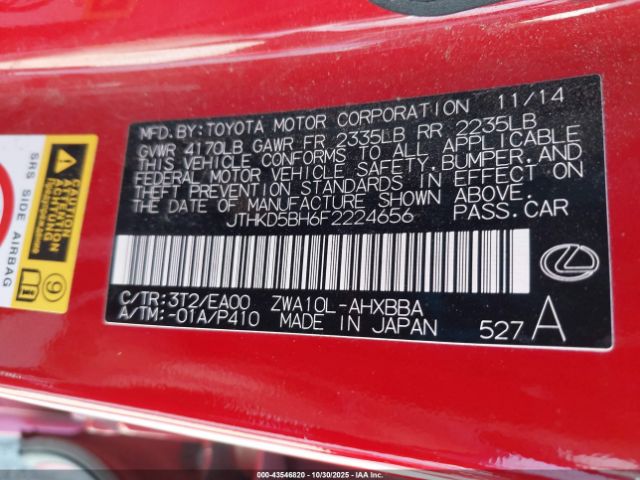 MFD.BY:TOYOTA MOTOR CORPORATION 11/14
GVWR 4170LB GAWR FR 2335LB RR 2235LB
THIS VEHICLE CONFORMS TO ALL APPLICABLE
FEDERAL MOTOR VEHICLE SAFETY, BUMPER, AND
THEFT PREVENTION STANDARDS IN EFFECT ON
THE DATE OF MANUFACTURE SHOWN ABOVE.
JTHKD5BH6F2224656 PASS.CAR
C/TR:3T2/EA00 ZWA10L-AHXBBA
A/TM:-01A/P410 MADE IN JAPAN 527 A
SRS SIDE AIRBAG
9
000-43546820 10/30/2025 IAA Inc.